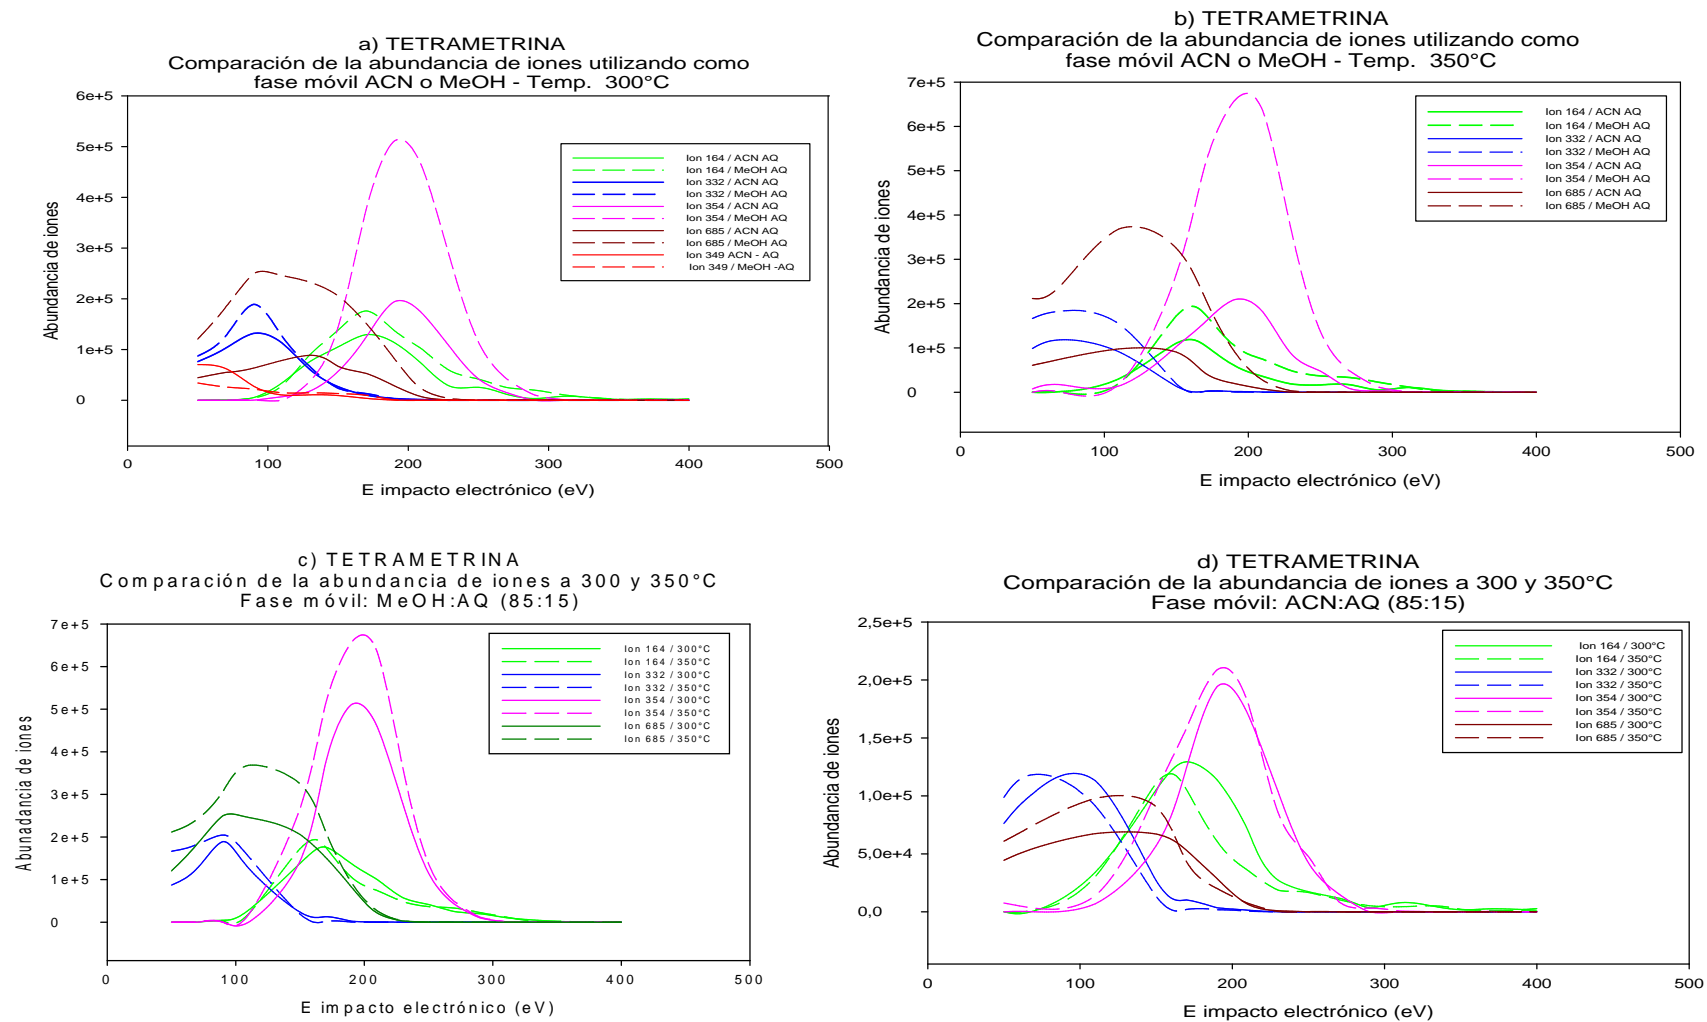 a) TETRAMETRINA
Comparación de la abundancia de iones utilizando como
fase móvil ACN o MeOH - Temp.  300°C
6e+5
5e+5
4e+5
3e+5
2e+5
1e+5
0
0
100
200
300
400
500
Abundancia de iones
E impacto electrónico (eV)
Ion 164 / ACN AQ
Ion 164 / MeOH AQ
Ion 332 / ACN AQ
Ion 332 / MeOH AQ
Ion 354 / ACN AQ
Ion 354 / MeOH AQ
Ion 685 / ACN AQ
Ion 685 / MeOH AQ
Ion 349 ACN - AQ
Ion 349 / MeOH -AQ
b) TETRAMETRINA
Comparación de la abundancia de iones utilizando como
fase móvil ACN o MeOH - Temp.  350°C
7e+5
6e+5
5e+5
4e+5
3e+5
2e+5
1e+5
0
0
100
200
300
400
500
Abundancia de iones
E impacto electrónico (eV)
Ion 164 / ACN AQ
Ion 164 / MeOH AQ
Ion 332 / ACN AQ
Ion 332 / MeOH AQ
Ion 354 / ACN AQ
Ion 354 / MeOH AQ
Ion 685 / ACN AQ
Ion 685 / MeOH AQ
c) TETRAMETRINA
Comparación de la abundancia de iones a 300 y 350°C
Fase móvil: MeOH:AQ (85:15)
7e+5
6e+5
5e+5
4e+5
3e+5
2e+5
1e+5
0
0
100
200
300
400
500
Abunadancia de iones
E impacto electrónico (eV)
Ion 164 / 300°C
Ion 164 / 350°C
Ion 332 / 300°C
Ion 332 / 350°C
Ion 354 / 300°C
Ion 354 / 350°C
Ion 685 / 300°C
Ion 685 / 350°C
d) TETRAMETRINA
Comparación de la abundancia de iones a 300 y 350°C
Fase móvil: ACN:AQ (85:15)
2,5e+5
2,0e+5
1,5e+5
1,0e+5
5,0e+4
0,0
0
100
200
300
400
500
Abundancia de iones
E impacto electrónico (eV)
Ion 164 / 300°C
Ion 164 / 350°C
Ion 332 / 300°C
Ion 332 / 350°C
Ion 354 / 300°C
Ion 354 / 350°C
Ion 685 / 300°C
Ion 685 / 350°C